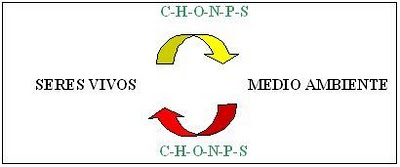 C-H-O-N-P-S
SERES VIVOS
MEDIO AMBIENTE
C-H-O-N-P-S